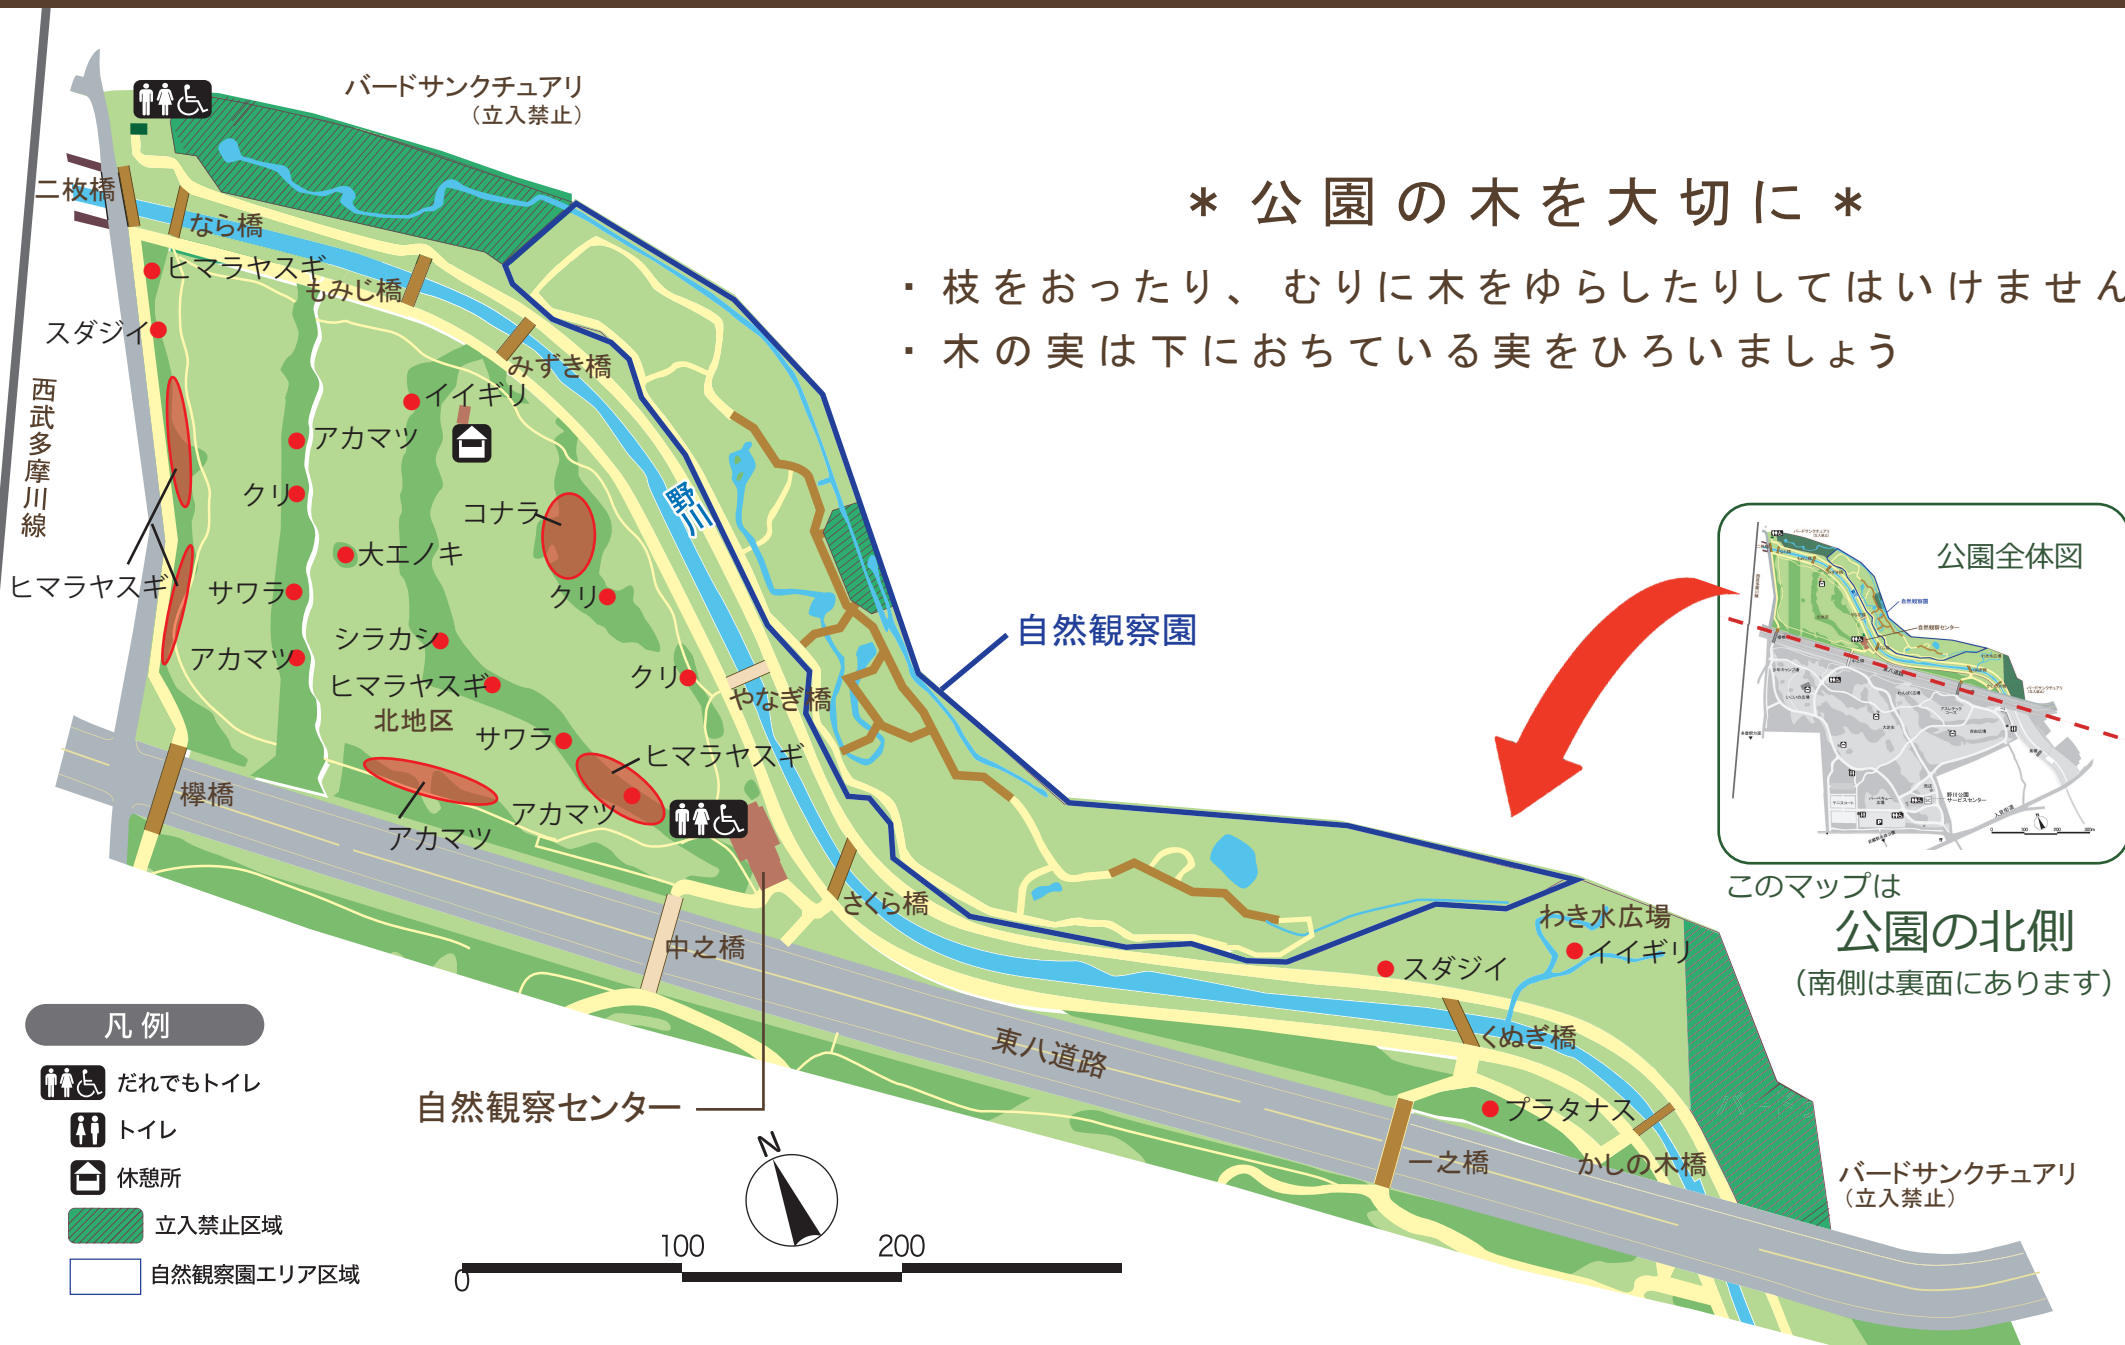 バードサンクチュアリ
（立入禁止）
＊公園の木を大切に＊
・枝をおったり、むりに木をゆらしたりしてはいけません
・木の実は下におちている実をひろいましょう
二枚橋
なら橋
ヒマラヤスギ
もみじ橋
スダジイ
みずき橋
西武多摩川線
イイギリ
アカマツ
クリ
コナラ
野川
大エノキ
ヒマラヤスギ
サワラ
クリ
シラカシ
アカマツ
ヒマラヤスギ
クリ
やなぎ橋
北地区
サワラ
ヒマラヤスギ
欅橋
アカマツ
アカマツ
自然観察園
さくら橋
中之橋
わき水広場
イイギリ
スダジイ
くぬぎ橋
東八道路
プラタナス
一之橋
かしの木橋
バードサンクチュアリ
（立入禁止）
自然観察センター
公園全体図
このマップは
公園の北側
（南側は裏面にあります）
凡例
だれでもトイレ
トイレ
休憩所
立入禁止区域
自然観察園エリア区域
N
0
100
200